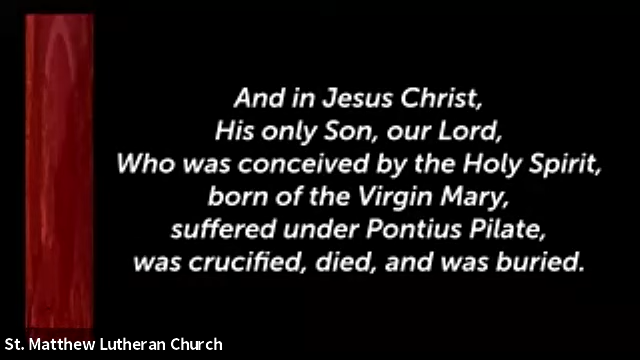 And in Jesus Christ,
His only Son, our Lord,
Who was conceived by the Holy Spirit,
born of the Virgin Mary,
suffered under Pontius Pilate,
was crucified, died, and was buried.
St. Matthew Lutheran Church